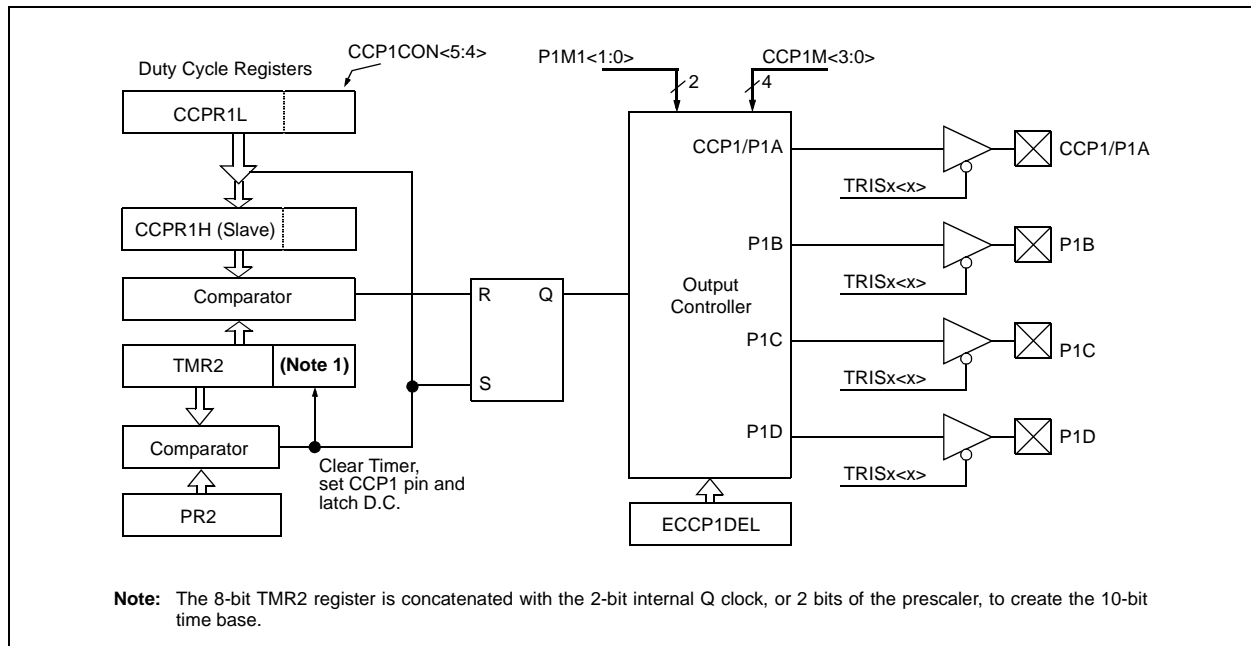 CCP1CON<5:4>
Duty Cycle Registers
CCPR1L
CCPR1H (Slave)
Comparator
TMR2
(Note 1)
Comparator
PR2
Clear Timer,
set CCP1 pin and
latch D.C.
R
Q
S
P1M1<1:0>
2
CCP1M<3:0>
4
CCP1/P1A
P1B
Output
Controller
P1C
P1D
ECCP1DEL
TRISx<x>
CCP1/P1A
TRISx<x>
P1B
TRISx<x>
P1C
TRISx<x>
P1D
Note: The 8-bit TMR2 register is concatenated with the 2-bit internal Q clock, or 2 bits of the prescaler, to create the 10-bit
time base.